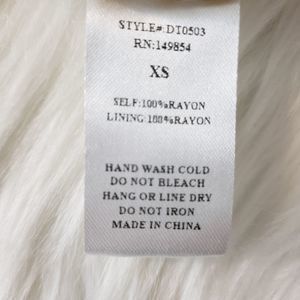 STYLE#:DT0503
RN:149854
XS
SELF:100%RAYON
LINING:100%RAYON
HAND WASH COLD
DO NOT BLEACH
HANG OR LINE DRY
DO NOT IRON
MADE IN CHINA